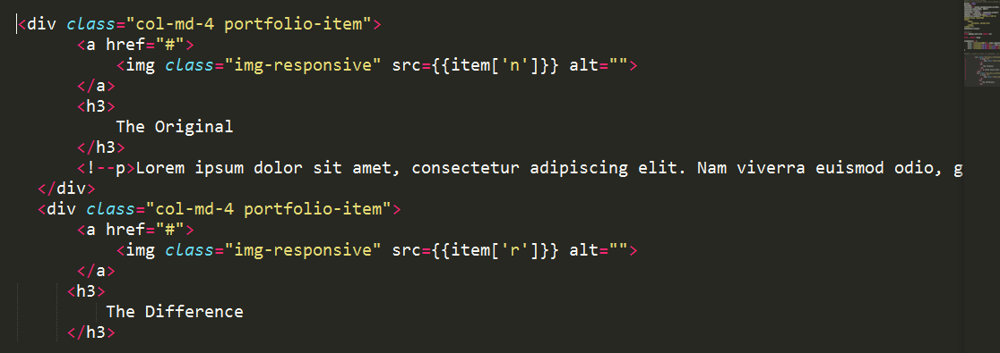 <div class="col-md-4 portfolio-item">
<a href="#">
<img class="img-responsive" src={{item['n']}} alt="">
</a>
<h3>
The Original
</h3>
<!--p>Lorem ipsum dolor sit amet, consectetur adipiscing elit. Nam viverra euismod odio, g
</div>
<div class="col-md-4 portfolio-item">
<a href="#">
<img class="img-responsive" src={{item['r']}} alt="">
</a>
<h3>
The Difference
</h3>